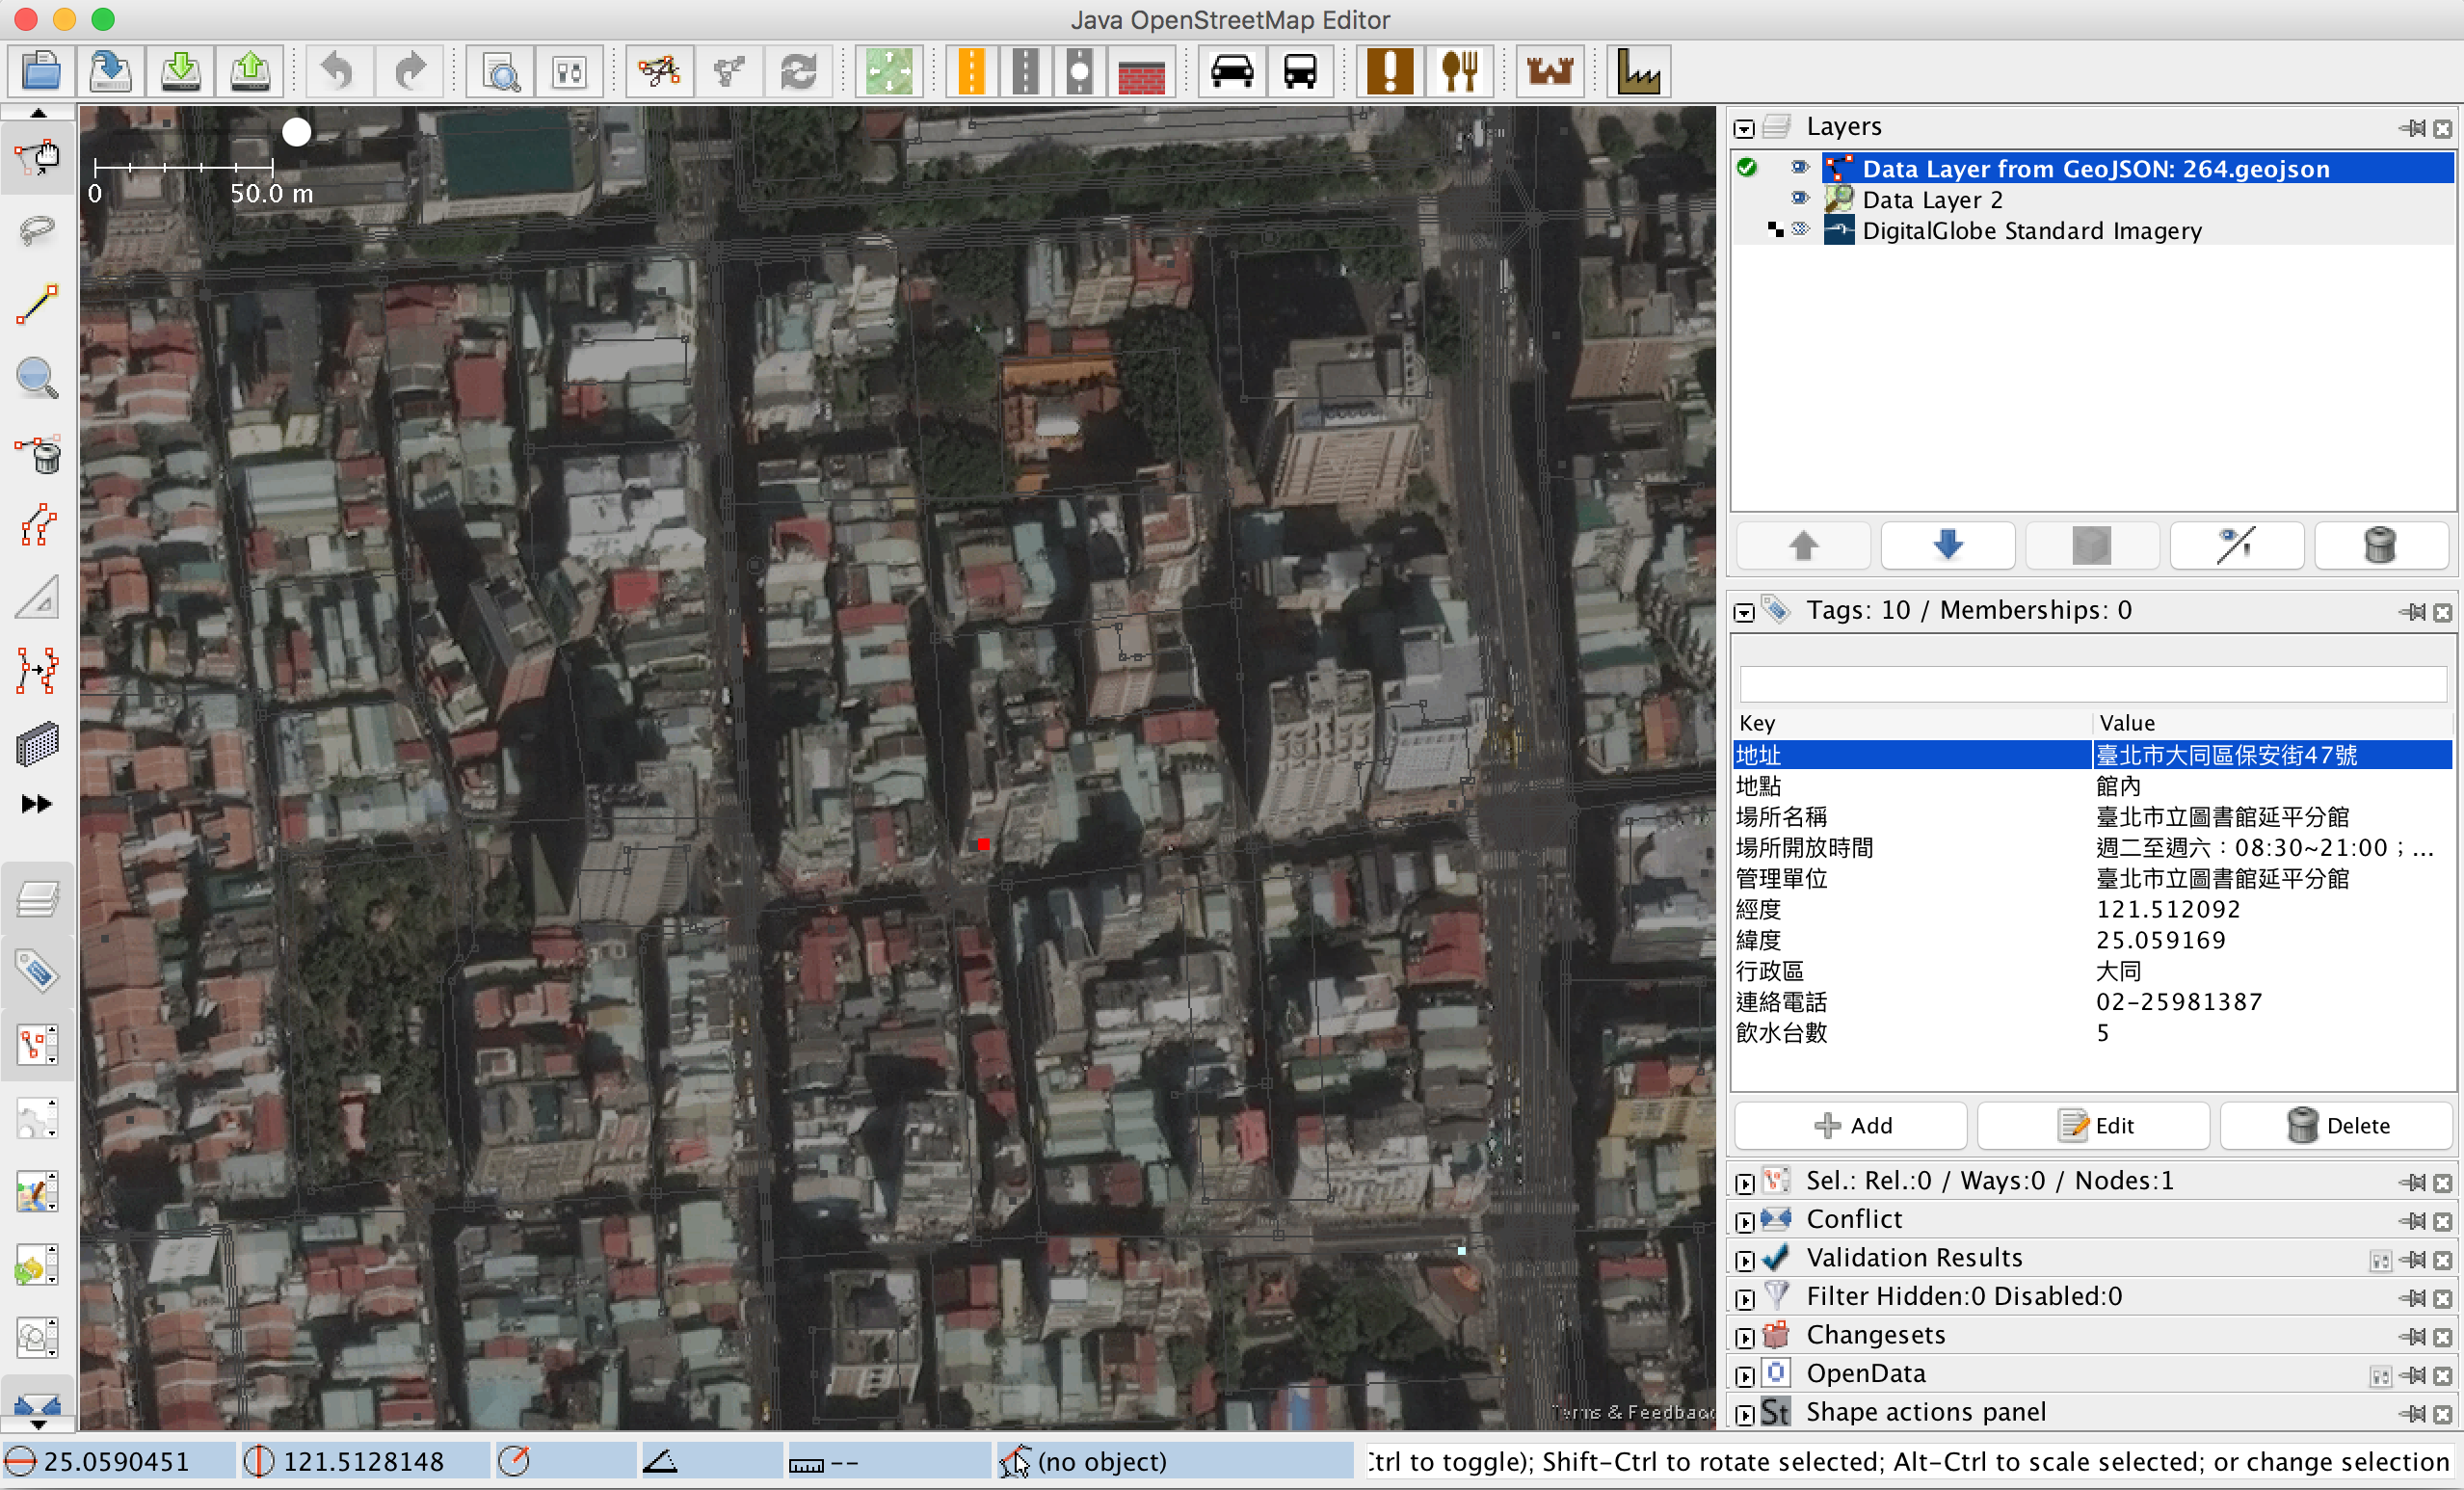 Java OpenStreetMap Editor
0 50.0 m
Layers
Data Layer from GeoJSON: 264.geojson
Data Layer 2
DigitalGlobe Standard Imagery
Tags: 10 / Memberships: 0
Key Value
地址 臺北市大同區保安街47號
地點 館內
場所名稱 臺北市立圖書館延平分館
場所開放時間 週二至週六：08:30~21:00；...
管理單位 臺北市立圖書館延平分館
經度 121.512092
緯度 25.059169
行政區 大同
連絡電話 02-25981387
飲水台數 5
Add Edit Delete
Sel.: Rel.:0 / Ways:0 / Nodes:1
Conflict
Validation Results
Filter Hidden:0 Disabled:0
Changesets
OpenData
St Shape actions panel
Terms & Feedback
25.0590451 121.5128148 -- (no object) Ctrl to toggle); Shift-Ctrl to rotate selected; Alt-Ctrl to scale selected; or change selection